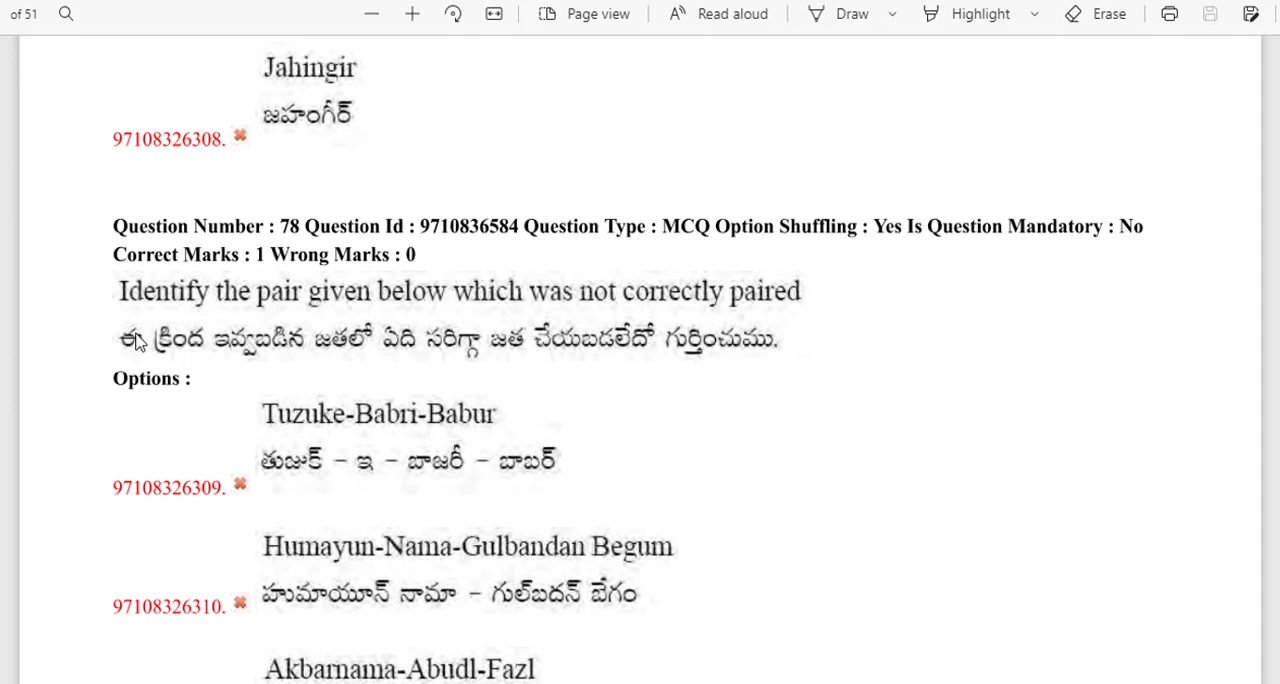 of 51 Page view Read aloud Draw Highlight Erase
Jahingir
జహంగీర్
97108326308.
Question Number : 78 Question Id : 9710836584 Question Type : MCQ Option Shuffling : Yes Is Question Mandatory : No
Correct Marks : 1 Wrong Marks : 0
Identify the pair given below which was not correctly paired
ఈ క్రింద ఇవ్వబడిన జతలో ఏది సరిగ్గా జత చేయబడలేదో గుర్తించుము.
Options :
Tuzuke-Babri-Babur
తుజుక్ - ఇ - బాజరీ - బాబర్
97108326309.
Humayun-Nama-Gulbandan Begum
హుమాయూన్ నామా - గుల్‌బదన్ బేగం
97108326310.
Akbarnama-Abudl-Fazl